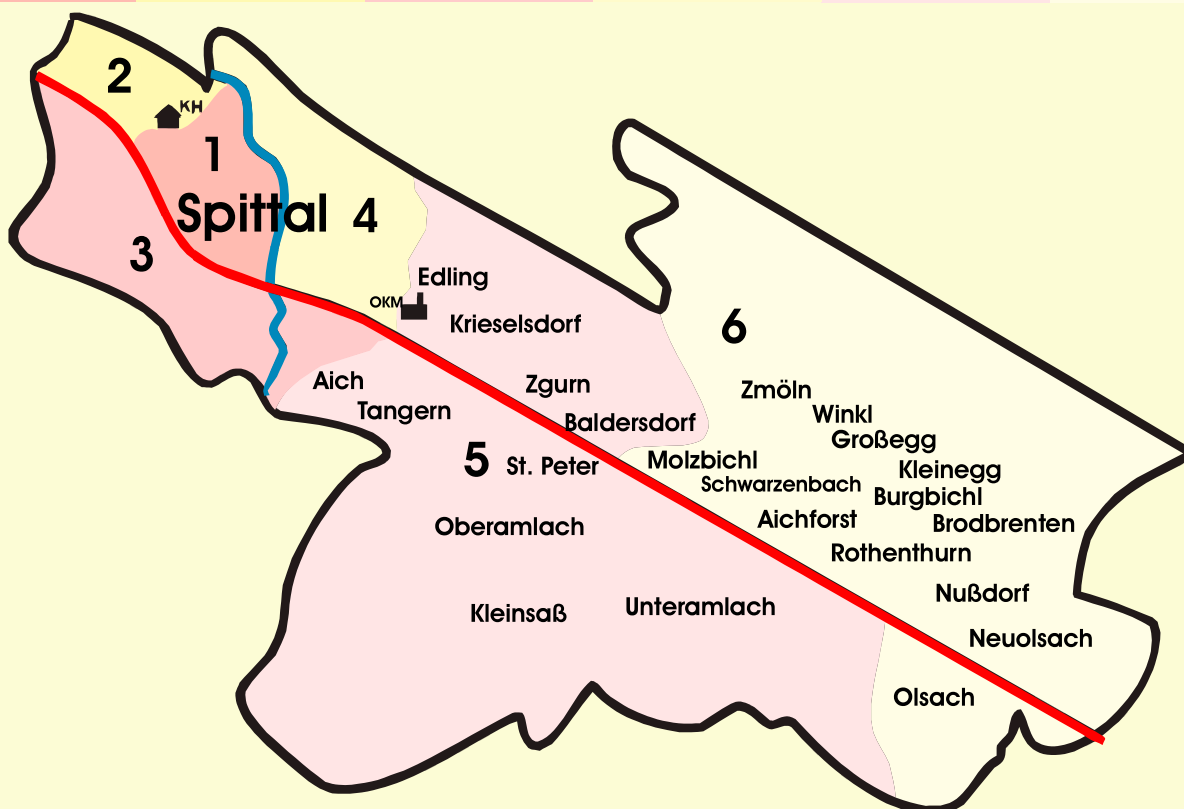 2
KH
1
Spittal 4
3
Edling
OKM
Krieselsdorf
6
Aich
Zgurn
Zmöln
Tangern
Baldersdorf
Winkl
Großegg
5 St. Peter
Molzbichl
Kleinegg
Schwarzenbach
Burgbichl
Oberamlach
Aichforst
Brodbrenten
Rothenthurn
Nußdorf
Kleinsaß
Unteramlach
Neuolsach
Olsach